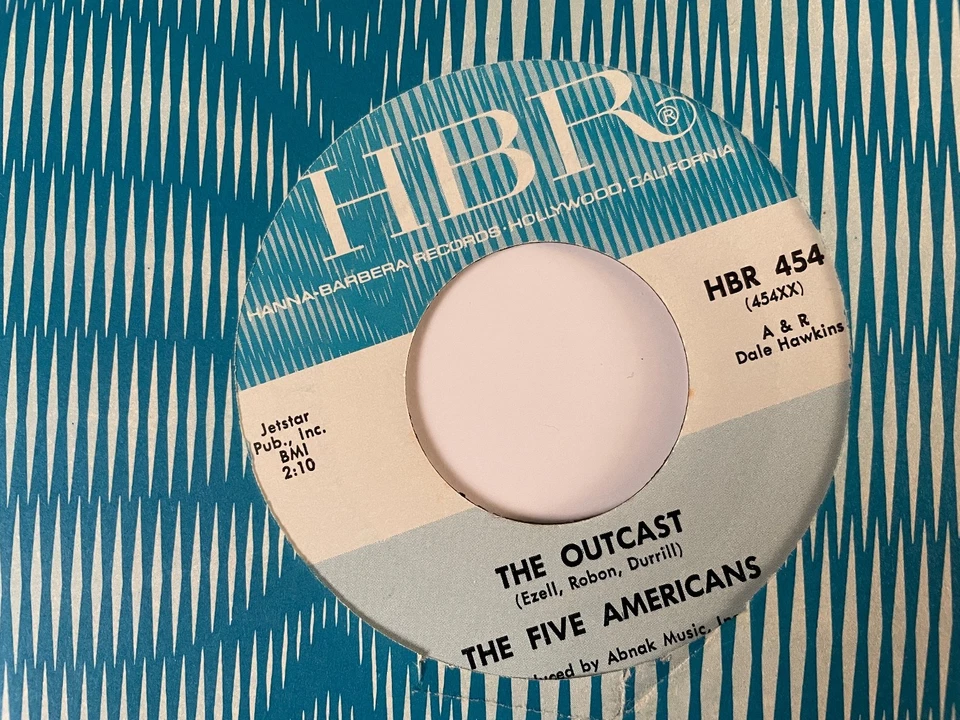 HBR®
HANNA-BARBERA RECORDS · HOLLYWOOD, CALIFORNIA
HBR 454
(454XX)
A & R
Dale Hawkins
Jetstar
Pub., Inc.
BMI
2:10
THE OUTCAST
(Ezell, Robon, Durrill)
THE FIVE AMERICANS
by Abnak Music,